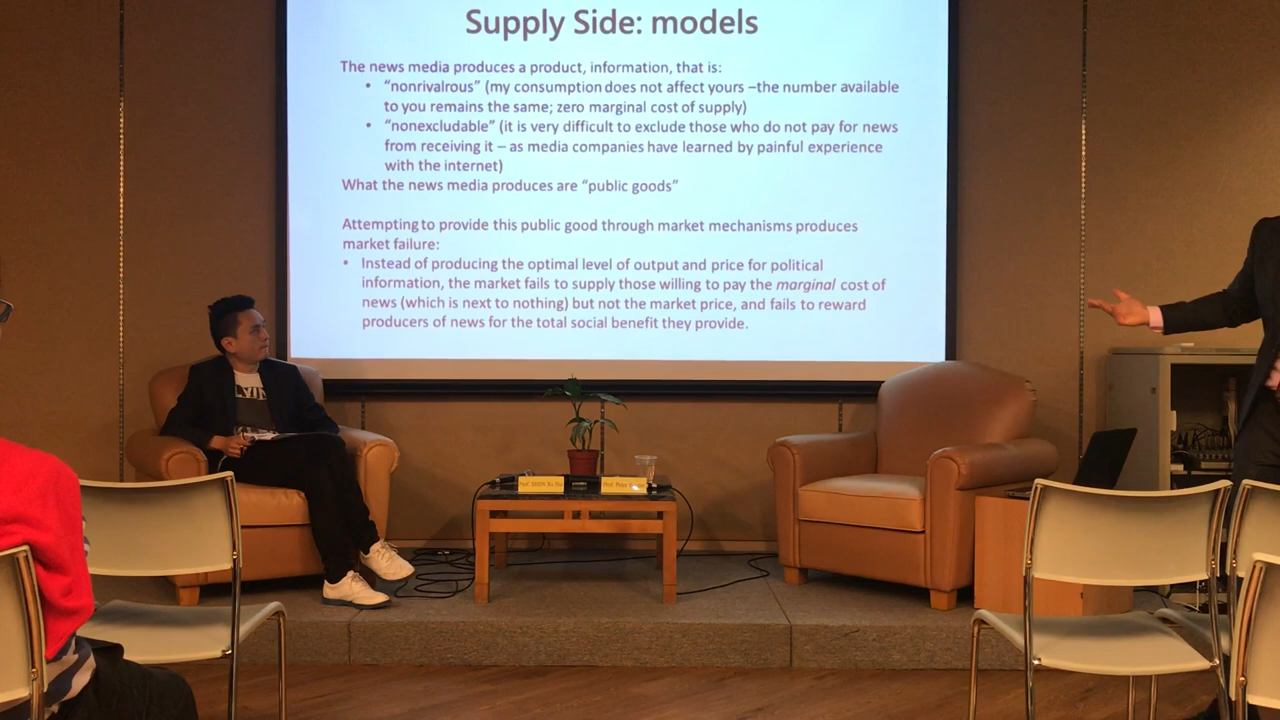 Supply Side: models
The news media produces a product, information, that is:
• "nonrivalrous" (my consumption does not affect yours –the number available
to you remains the same; zero marginal cost of supply)
• "nonexcludable" (it is very difficult to exclude those who do not pay for news
from receiving it – as media companies have learned by painful experience
with the internet)
What the news media produces are "public goods"
Attempting to provide this public good through market mechanisms produces
market failure:
• Instead of producing the optimal level of output and price for political
information, the market fails to supply those willing to pay the marginal cost of
news (which is next to nothing) but not the market price, and fails to reward
producers of news for the total social benefit they provide.
Prof.
Prof. Peter